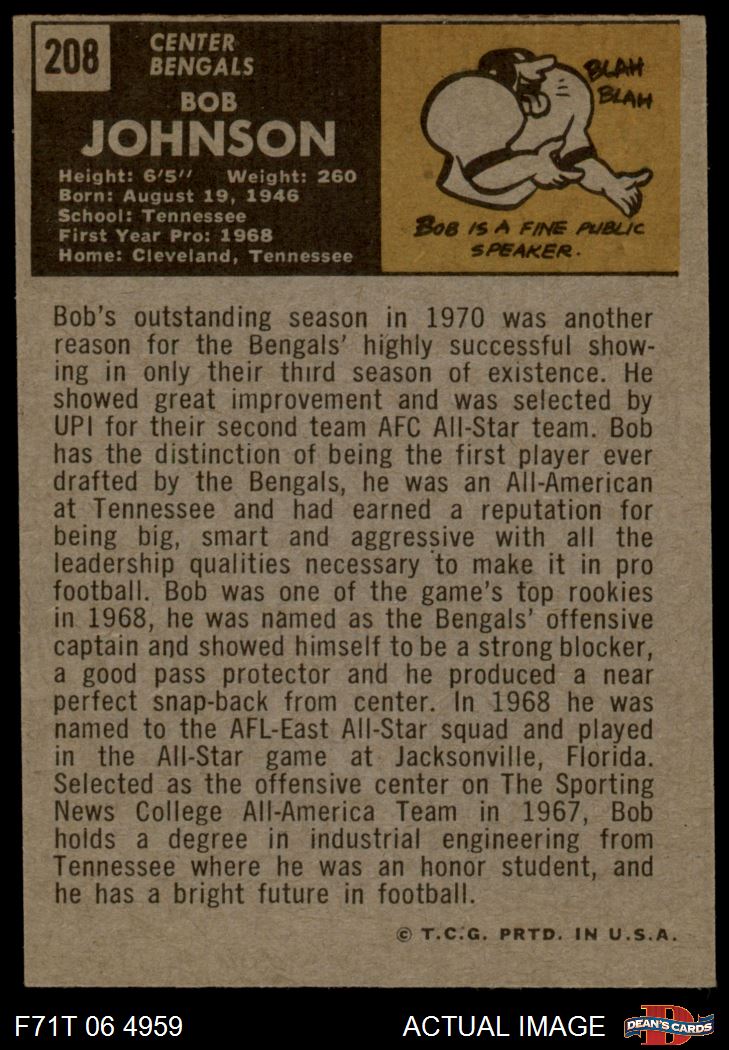 208
CENTER
BENGALS
BOB
JOHNSON
Height: 6'5" Weight: 260
Born: August 19, 1946
School: Tennessee
First Year Pro: 1968
Home: Cleveland, Tennessee
BLAH
BLAH
BOB IS A FINE PUBLIC
SPEAKER.
Bob's outstanding season in 1970 was another
reason for the Bengals' highly successful show-
ing in only their third season of existence. He
showed great improvement and was selected by
UPI for their second team AFC All-Star team. Bob
has the distinction of being the first player ever
drafted by the Bengals, he was an All-American
at Tennessee and had earned a reputation for
being big, smart and aggressive with all the
leadership qualities necessary to make it in pro
football. Bob was one of the game's top rookies
in 1968, he was named as the Bengals' offensive
captain and showed himself to be a strong blocker,
a good pass protector and he produced a near
perfect snap-back from center. In 1968 he was
named to the AFL-East All-Star squad and played
in the All-Star game at Jacksonville, Florida.
Selected as the offensive center on The Sporting
News College All-America Team in 1967, Bob
holds a degree in industrial engineering from
Tennessee where he was an honor student, and
he has a bright future in football.
© T.C.G. PRTD. IN U.S.A.
F71T 06 4959 ACTUAL IMAGE
D
DEAN'S CARDS